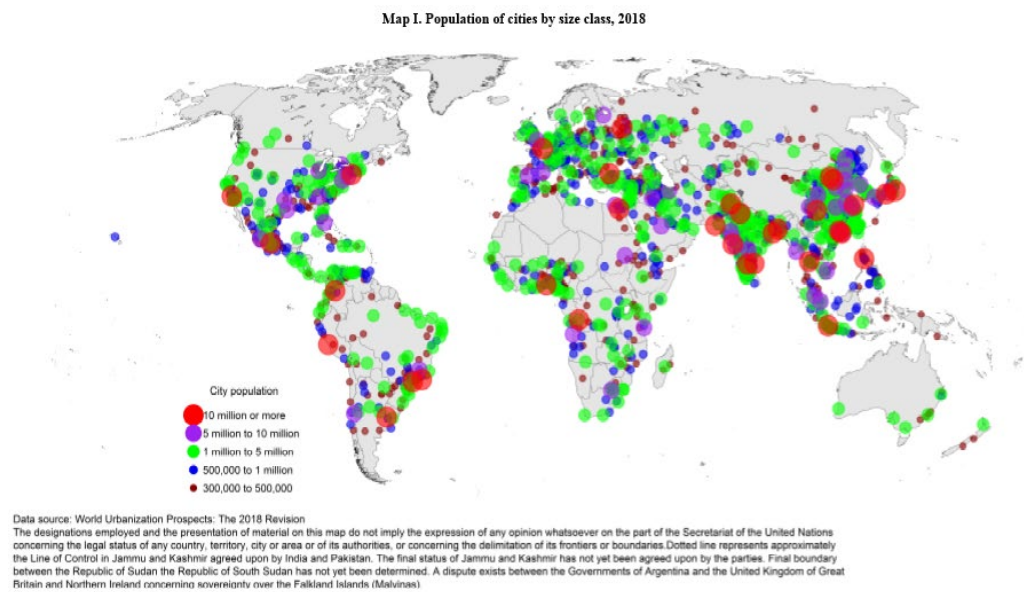 Map I. Population of cities by size class, 2018
City population
10 million or more
5 million to 10 million
1 million to 5 million
500,000 to 1 million
300,000 to 500,000
Data source: World Urbanization Prospects: The 2018 Revision
The designations employed and the presentation of material on this map do not imply the expression of any opinion whatsoever on the part of the Secretariat of the United Nations
concerning the legal status of any country, territory, city or area or of its authorities, or concerning the delimitation of its frontiers or boundaries.Dotted line represents approximately
the Line of Control in Jammu and Kashmir agreed upon by India and Pakistan. The final status of Jammu and Kashmir has not yet been agreed upon by the parties. Final boundary
between the Republic of Sudan the Republic of South Sudan has not yet been determined. A dispute exists between the Governments of Argentina and the United Kingdom of Great
Britain and Northern Ireland concerning sovereignty over the Falkland Islands (Malvinas)